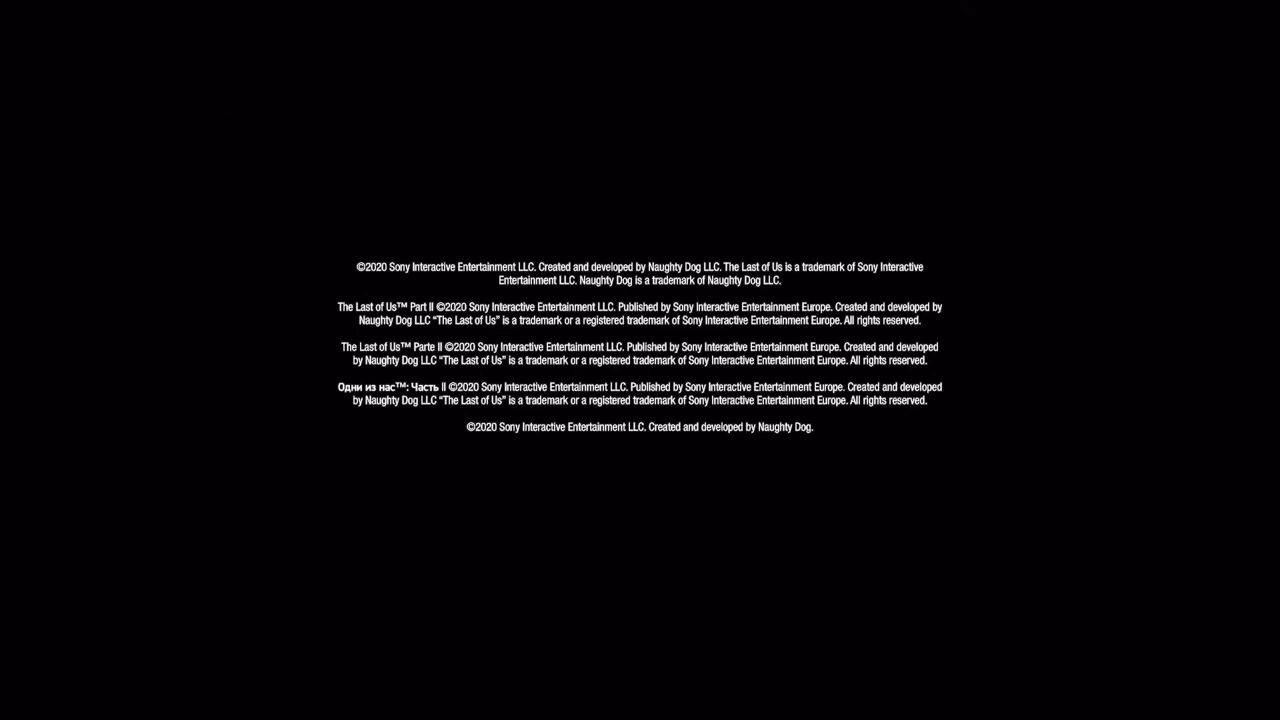 ©2020 Sony Interactive Entertainment LLC. Created and developed by Naughty Dog LLC. The Last of Us is a trademark of Sony Interactive
Entertainment LLC. Naughty Dog is a trademark of Naughty Dog LLC.
The Last of Us™ Part II ©2020 Sony Interactive Entertainment LLC. Published by Sony Interactive Entertainment Europe. Created and developed by
Naughty Dog LLC “The Last of Us” is a trademark or a registered trademark of Sony Interactive Entertainment Europe. All rights reserved.
The Last of Us™ Parte II ©2020 Sony Interactive Entertainment LLC. Published by Sony Interactive Entertainment Europe. Created and developed
by Naughty Dog LLC “The Last of Us” is a trademark or a registered trademark of Sony Interactive Entertainment Europe. All rights reserved.
Одни из нас™: Часть II ©2020 Sony Interactive Entertainment LLC. Published by Sony Interactive Entertainment Europe. Created and developed
by Naughty Dog LLC “The Last of Us” is a trademark or a registered trademark of Sony Interactive Entertainment Europe. All rights reserved.
©2020 Sony Interactive Entertainment LLC. Created and developed by Naughty Dog.